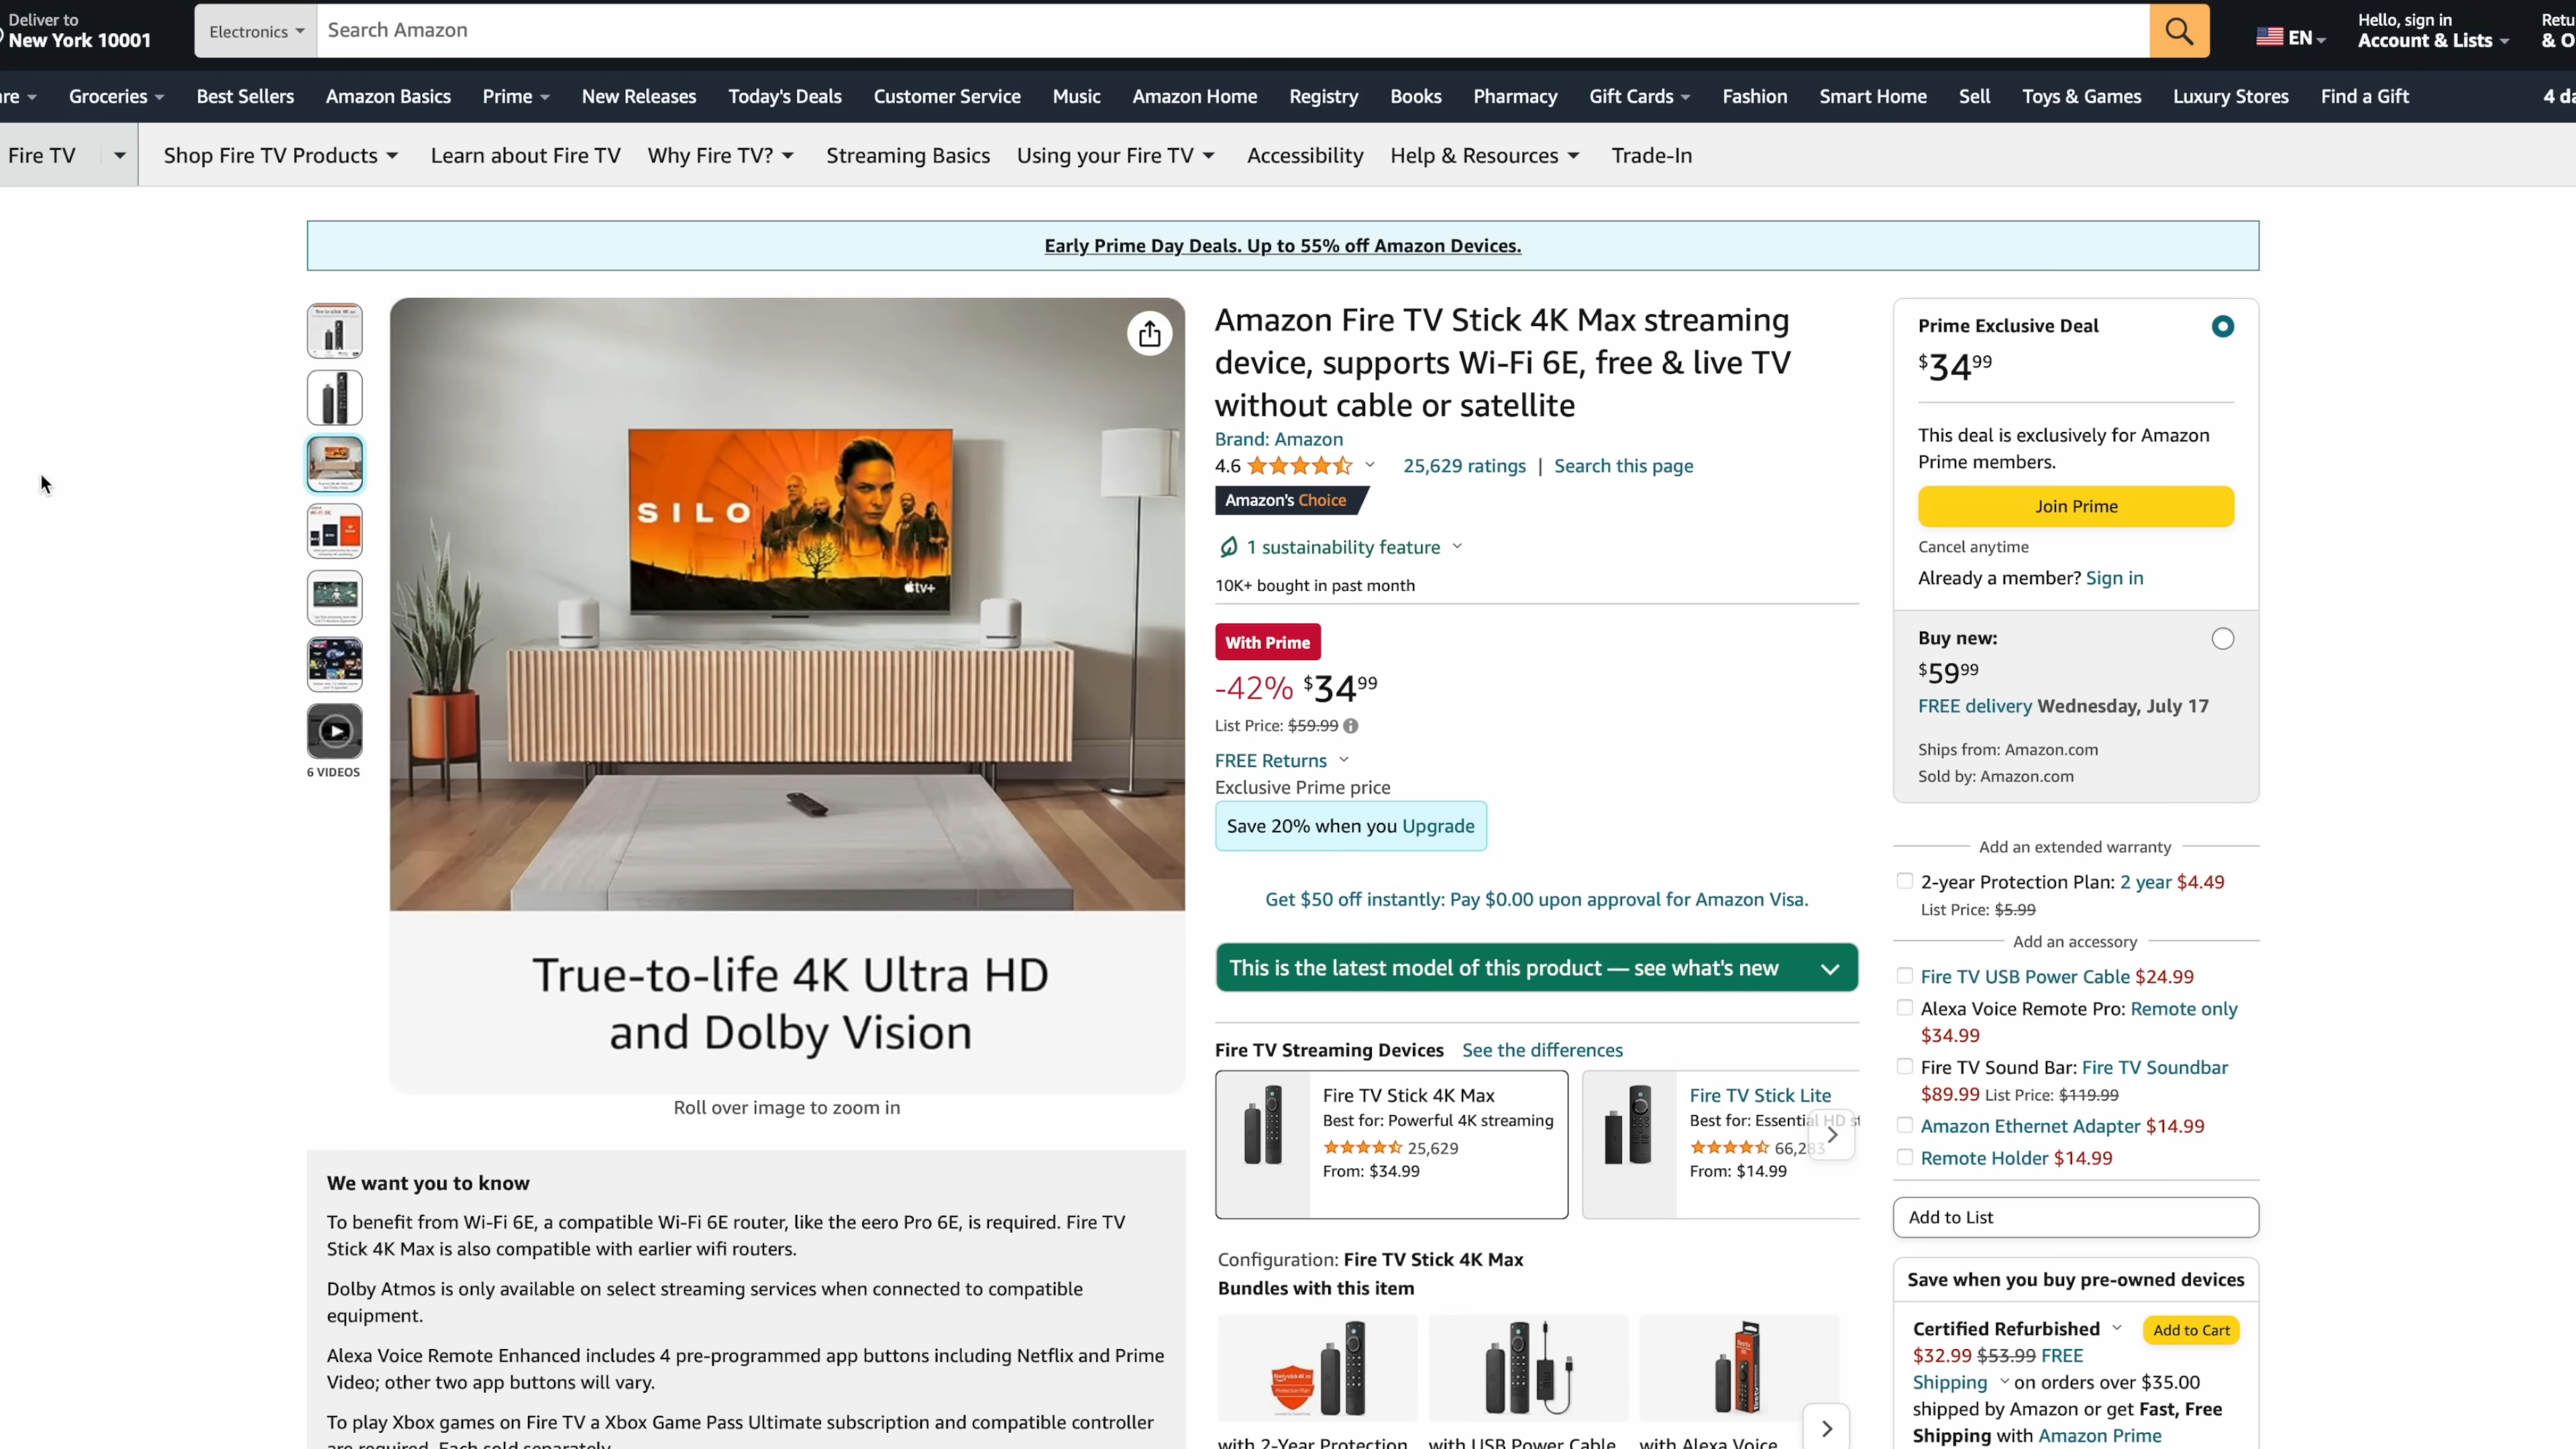 Deliver to
New York 10001
Electronics
Search Amazon
EN
Hello, sign in
Account & Lists
Groceries
Best Sellers
Amazon Basics
Prime
New Releases
Today's Deals
Customer Service
Music
Amazon Home
Registry
Books
Pharmacy
Gift Cards
Fashion
Smart Home
Sell
Toys & Games
Luxury Stores
Find a Gift
Fire TV
Shop Fire TV Products
Learn about Fire TV
Why Fire TV?
Streaming Basics
Using your Fire TV
Accessibility
Help & Resources
Trade-In
Early Prime Day Deals. Up to 55% off Amazon Devices.
6 VIDEOS
SILO
tv+
True-to-life 4K Ultra HD
and Dolby Vision
Roll over image to zoom in
We want you to know
To benefit from Wi-Fi 6E, a compatible Wi-Fi 6E router, like the eero Pro 6E, is required. Fire TV
Stick 4K Max is also compatible with earlier wifi routers.
Dolby Atmos is only available on select streaming services when connected to compatible
equipment.
Alexa Voice Remote Enhanced includes 4 pre-programmed app buttons including Netflix and Prime
Video; other two app buttons will vary.
To play Xbox games on Fire TV a Xbox Game Pass Ultimate subscription and compatible controller
are required. Each sold separately.
Amazon Fire TV Stick 4K Max streaming
device, supports Wi-Fi 6E, free & live TV
without cable or satellite
Brand: Amazon
4.6
25,629 ratings | Search this page
Amazon's Choice
1 sustainability feature
10K+ bought in past month
With Prime
-42% $34 99
List Price: $59.99
FREE Returns
Exclusive Prime price
Save 20% when you Upgrade
Get $50 off instantly: Pay $0.00 upon approval for Amazon Visa.
This is the latest model of this product — see what's new
Fire TV Streaming Devices See the differences
Fire TV Stick 4K Max
Best for: Powerful 4K streaming
25,629
From: $34.99
Fire TV Stick Lite
Best for: Essential HD
66,283
From: $14.99
Configuration: Fire TV Stick 4K Max
Bundles with this item
with 2-Year Protection
with USB Power Cable
with Alexa Voice
Prime Exclusive Deal
$34 99
This deal is exclusively for Amazon
Prime members.
Join Prime
Cancel anytime
Already a member? Sign in
Buy new:
$59 99
FREE delivery Wednesday, July 17
Ships from: Amazon.com
Sold by: Amazon.com
Add an extended warranty
2-year Protection Plan: 2 year $4.49
List Price: $5.99
Add an accessory
Fire TV USB Power Cable $24.99
Alexa Voice Remote Pro: Remote only
$34.99
Fire TV Sound Bar: Fire TV Soundbar
$89.99 List Price: $119.99
Amazon Ethernet Adapter $14.99
Remote Holder $14.99
Add to List
Save when you buy pre-owned devices
Certified Refurbished
Add to Cart
$32.99 $53.99 FREE
Shipping on orders over $35.00
shipped by Amazon or get Fast, Free
Shipping with Amazon Prime